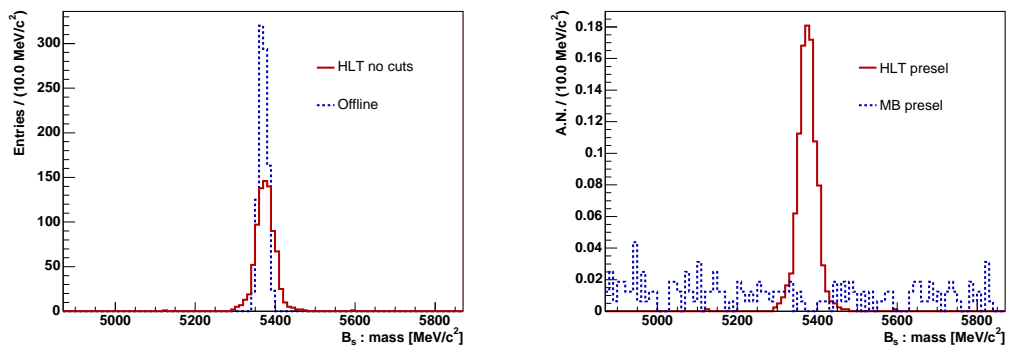 Entries / (10.0 MeV/c²)
300
250
200
150
100
50
0
HLT no cuts
Offline
5000 5200 5400 5600 5800
Bₛ : mass [MeV/c²]
A.N. / (10.0 MeV/c²)
0.18
0.16
0.14
0.12
0.1
0.08
0.06
0.04
0.02
0
HLT presel
MB presel
5000 5200 5400 5600 5800
Bₛ : mass [MeV/c²]